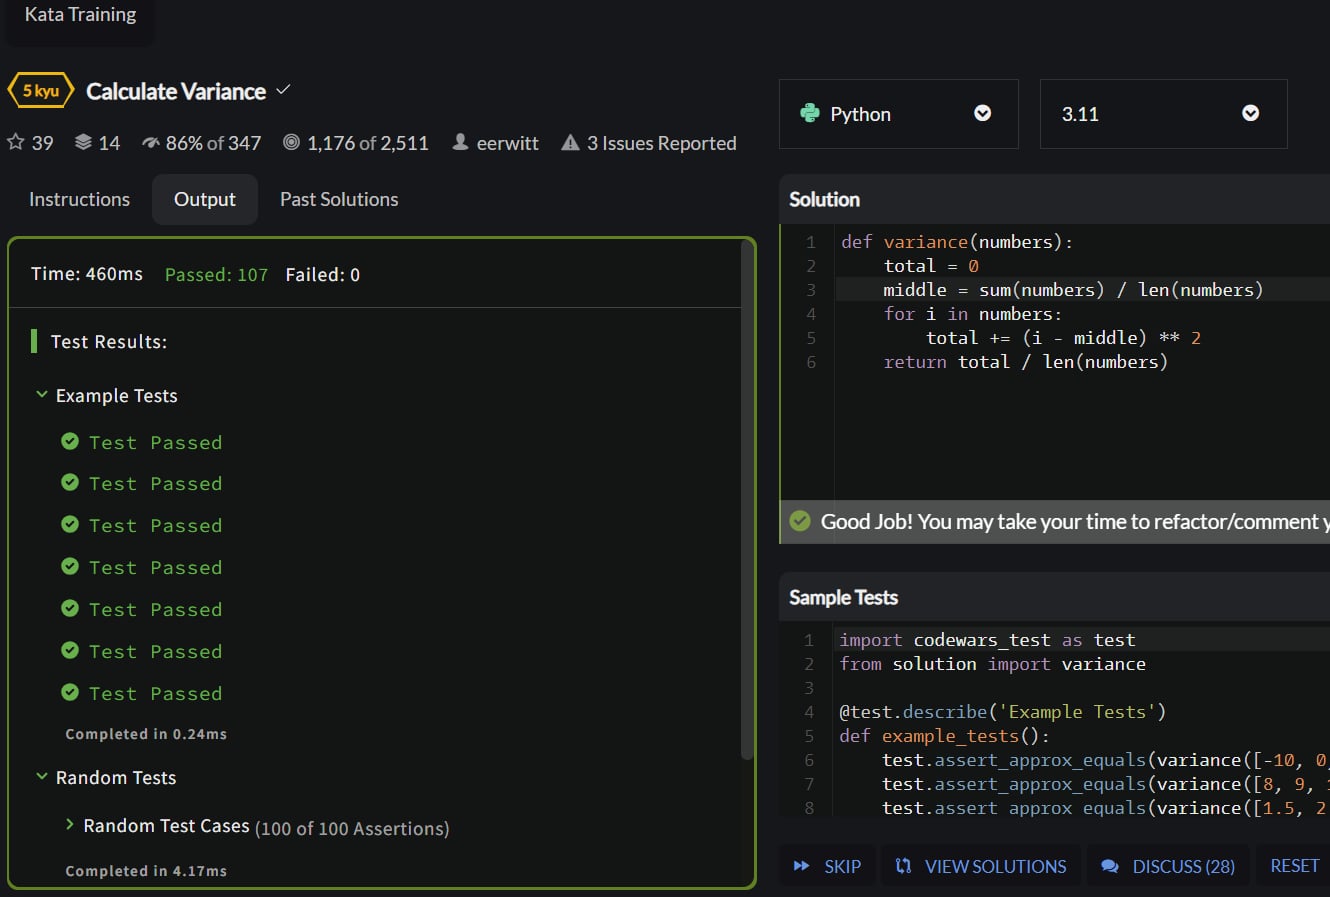 Kata Training
5 kyu Calculate Variance
39 14 86% of 347 1,176 of 2,511 eerwitt 3 Issues Reported
Instructions Output Past Solutions
Time: 460ms Passed: 107 Failed: 0
Test Results:
Example Tests
Test Passed
Test Passed
Test Passed
Test Passed
Test Passed
Test Passed
Test Passed
Completed in 0.24ms
Random Tests
Random Test Cases (100 of 100 Assertions)
Completed in 4.17ms
Python 3.11
Solution
1 def variance(numbers):
2 total = 0
3 middle = sum(numbers) / len(numbers)
4 for i in numbers:
5 total += (i - middle) ** 2
6 return total / len(numbers)
Good Job! You may take your time to refactor/comment
Sample Tests
1 import codewars_test as test
2 from solution import variance
3
4 @test.describe('Example Tests')
5 def example_tests():
6 test.assert_approx_equals(variance([-10, 0,
7 test.assert_approx_equals(variance([8, 9,
8 test.assert_approx_equals(variance([1.5, 2
SKIP VIEW SOLUTIONS DISCUSS (28) RESET